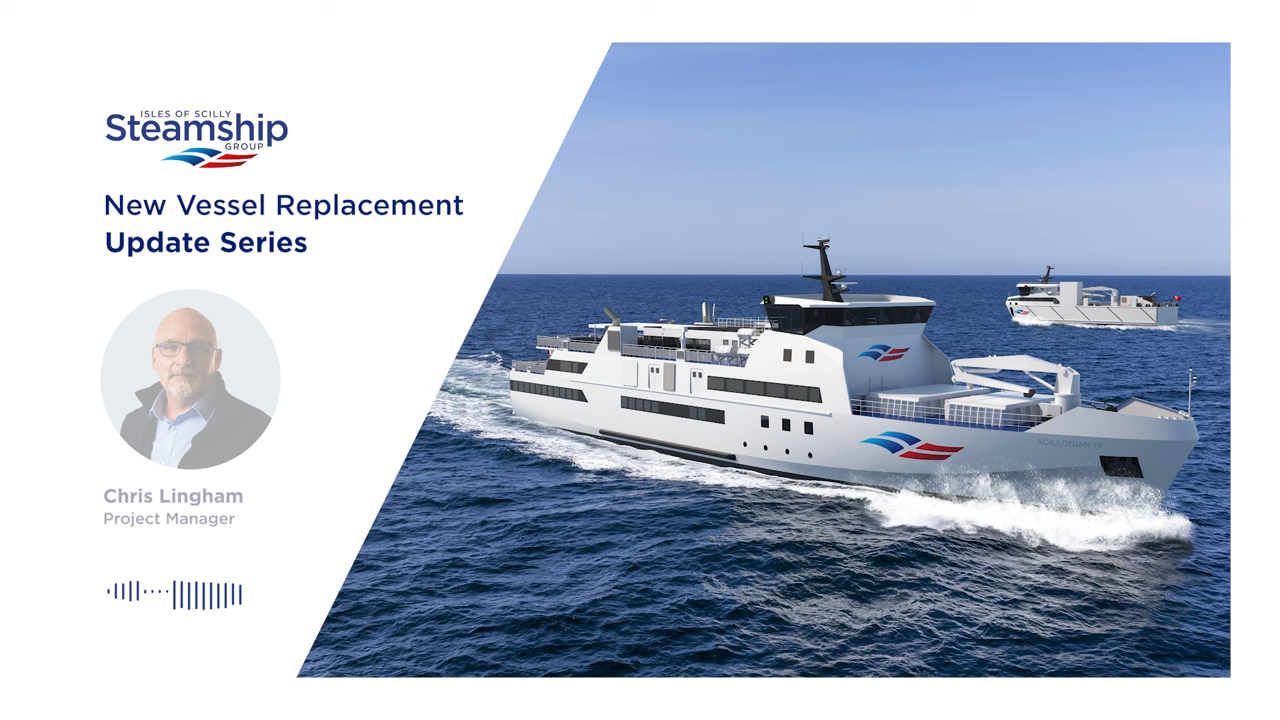 ISLES OF SCILLY
Steamship
GROUP
New Vessel Replacement
Update Series
Chris Lingham
Project Manager
SCILLONIAN IV